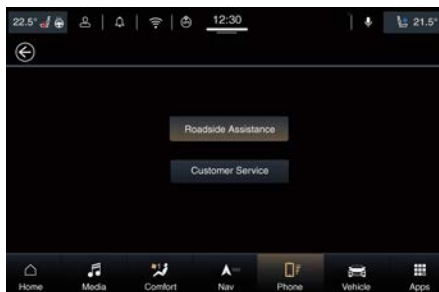 22.5° 12:30 21.5°
Roadside Assistance
Customer Service
Home Media Comfort Nav Phone Vehicle Apps